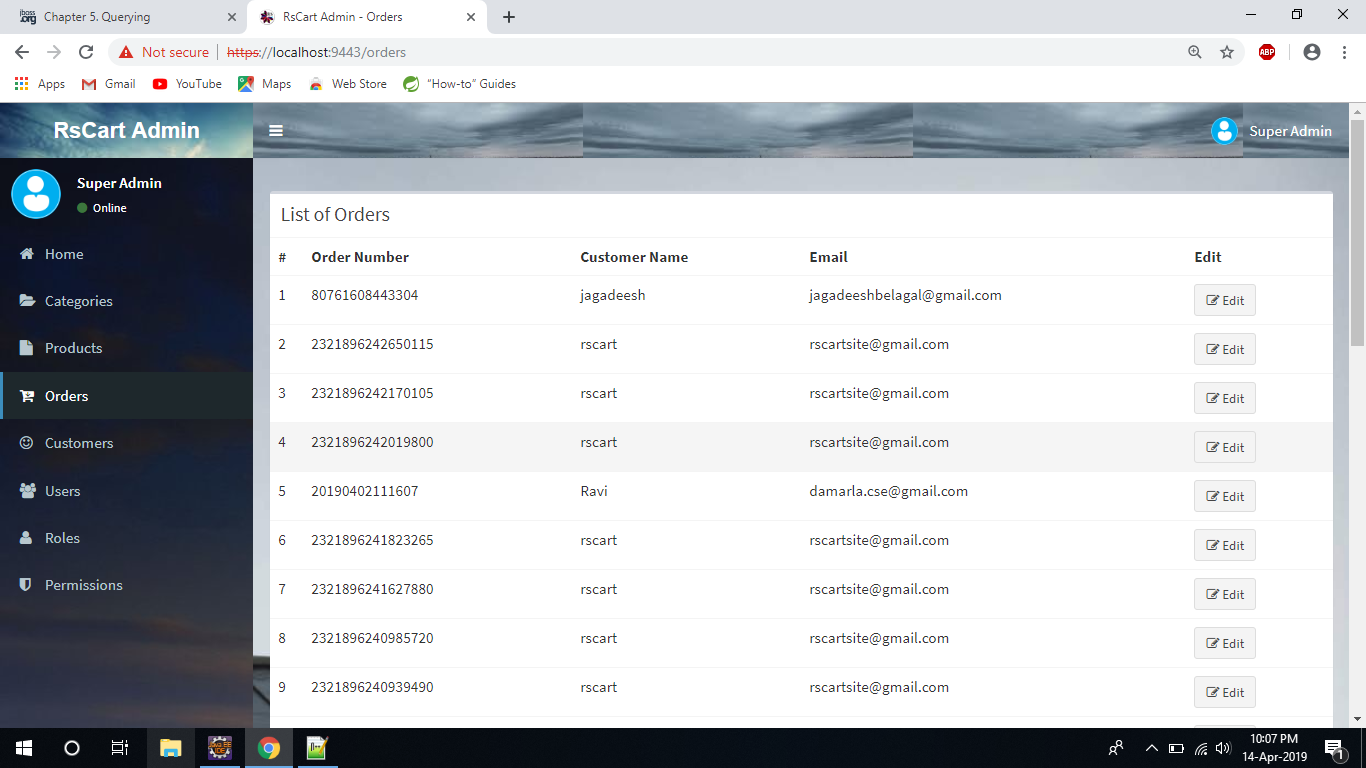 jboss.org Chapter 5. Querying RsCart Admin - Orders
Not secure https://localhost:9443/orders ABP
Apps Gmail YouTube Maps Web Store “How-to” Guides
RsCart Admin Super Admin
Super Admin
Online
Home
Categories
Products
Orders
Customers
Users
Roles
Permissions
List of Orders
# Order Number Customer Name Email Edit
1 80761608443304 jagadeesh jagadeeshbelagal@gmail.com Edit
2 2321896242650115 rscart rscartsite@gmail.com Edit
3 2321896242170105 rscart rscartsite@gmail.com Edit
4 2321896242019800 rscart rscartsite@gmail.com Edit
5 20190402111607 Ravi damarla.cse@gmail.com Edit
6 2321896241823265 rscart rscartsite@gmail.com Edit
7 2321896241627880 rscart rscartsite@gmail.com Edit
8 2321896240985720 rscart rscartsite@gmail.com Edit
9 2321896240939490 rscart rscartsite@gmail.com Edit
10:07 PM
14-Apr-2019
1